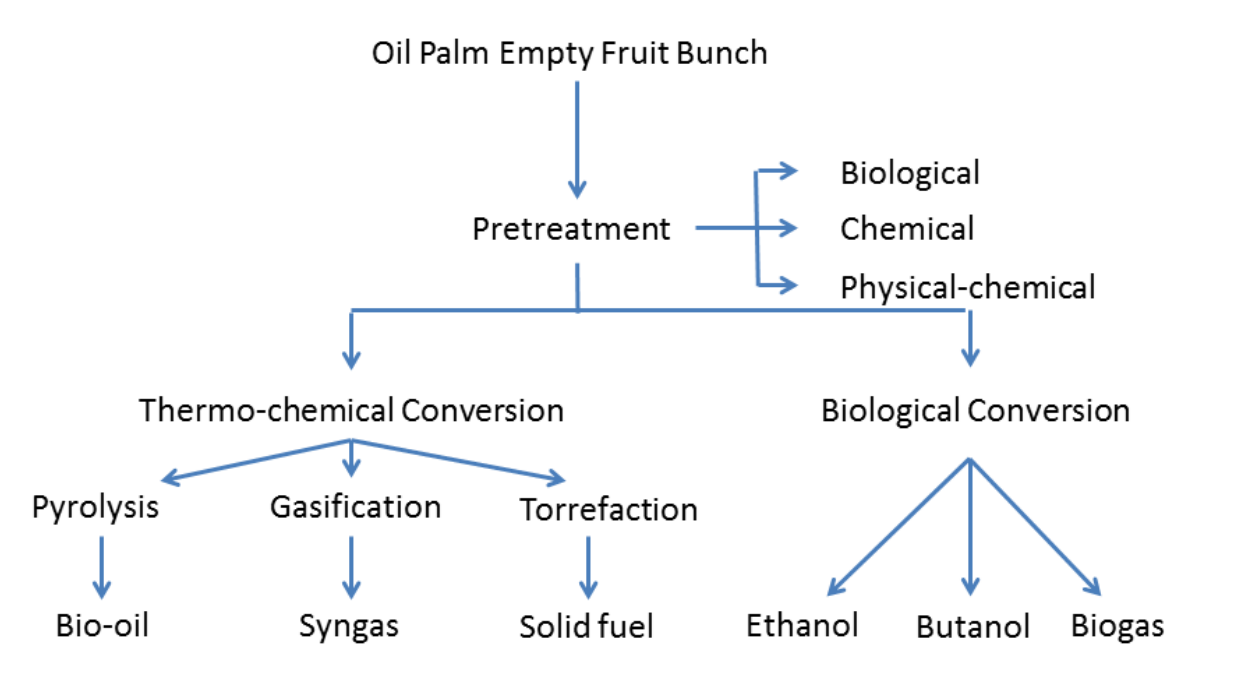 Oil Palm Empty Fruit Bunch
Biological
Pretreatment
Chemical
Physical-chemical
Thermo-chemical Conversion
Biological Conversion
Pyrolysis
Gasification
Torrefaction
Bio-oil
Syngas
Solid fuel
Ethanol
Butanol
Biogas